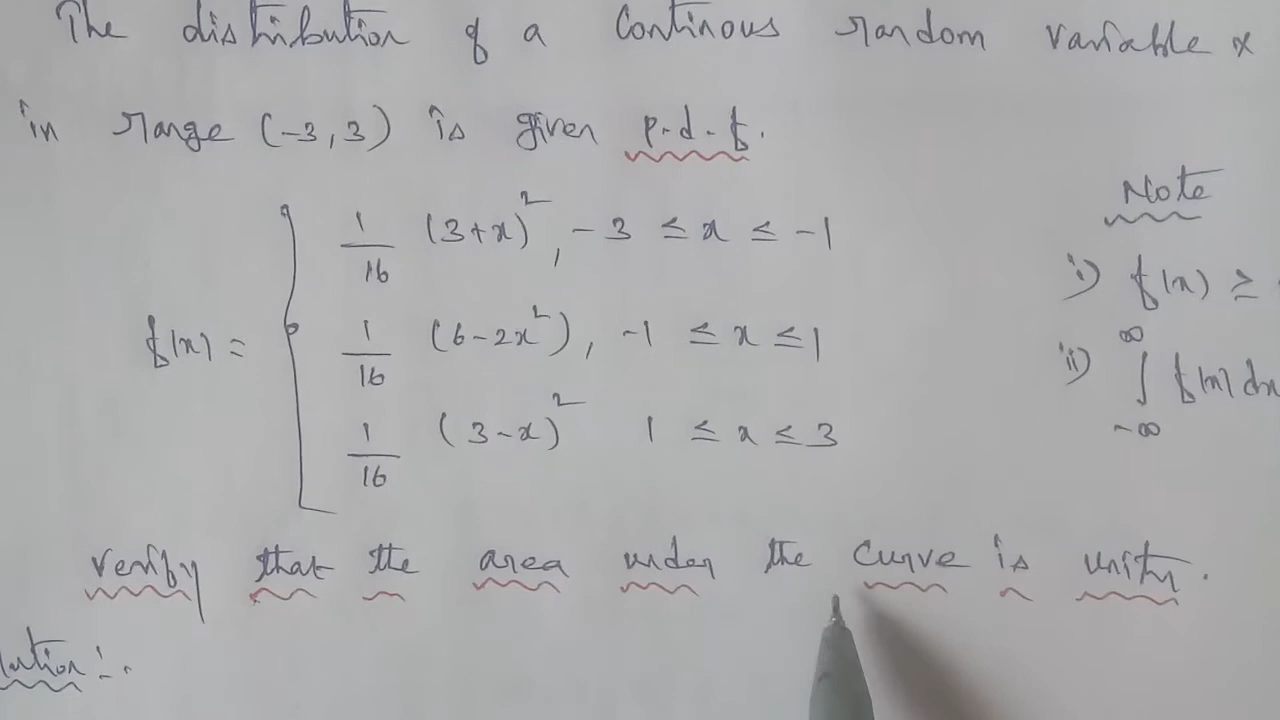 The distribution of a Continous random variable x
in range (-3,3) is given p.d.f.
Note
f(x) =
1/16 (3+x)², -3 ≤ x ≤ -1
1/16 (6-2x²), -1 ≤ x ≤ 1
1/16 (3-x)² 1 ≤ x ≤ 3
i) f(x) ≥
ii) ∫_{-∞}^{∞} f(x) dx
verify that the area under the curve is unity.
lution:-